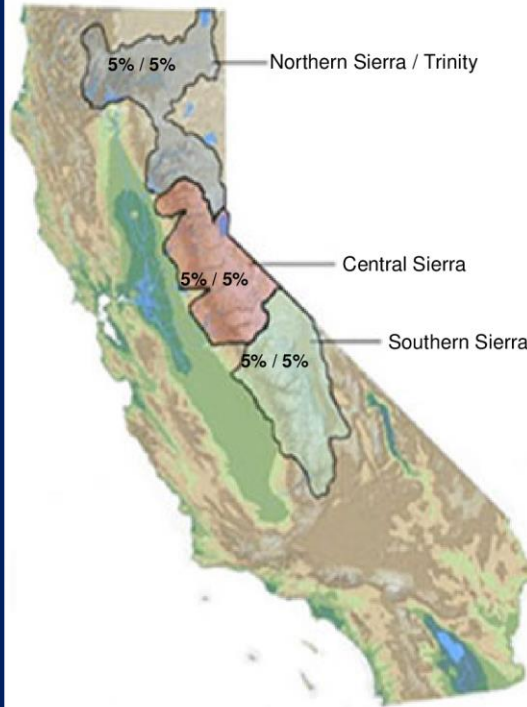 5% / 5%
Northern Sierra / Trinity
Central Sierra
5% / 5%
Southern Sierra
5% / 5%